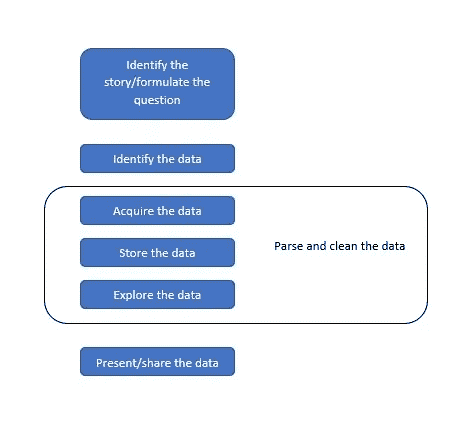 Identify the
story/formulate the
question
Identify the data
Acquire the data
Store the data
Parse and clean the data
Explore the data
Present/share the data